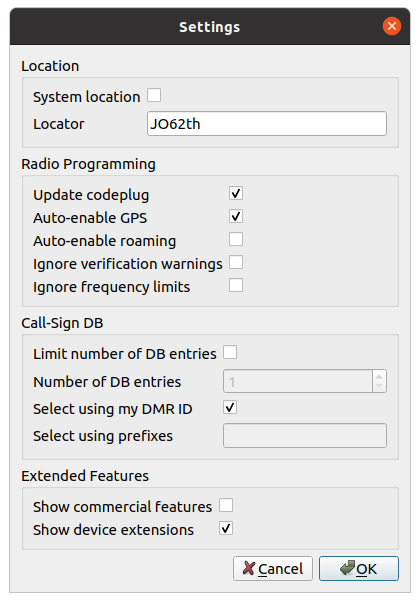 Settings
Location
System location
Locator JO62th
Radio Programming
Update codeplug
Auto-enable GPS
Auto-enable roaming
Ignore verification warnings
Ignore frequency limits
Call-Sign DB
Limit number of DB entries
Number of DB entries 1
Select using my DMR ID
Select using prefixes
Extended Features
Show commercial features
Show device extensions
Cancel OK